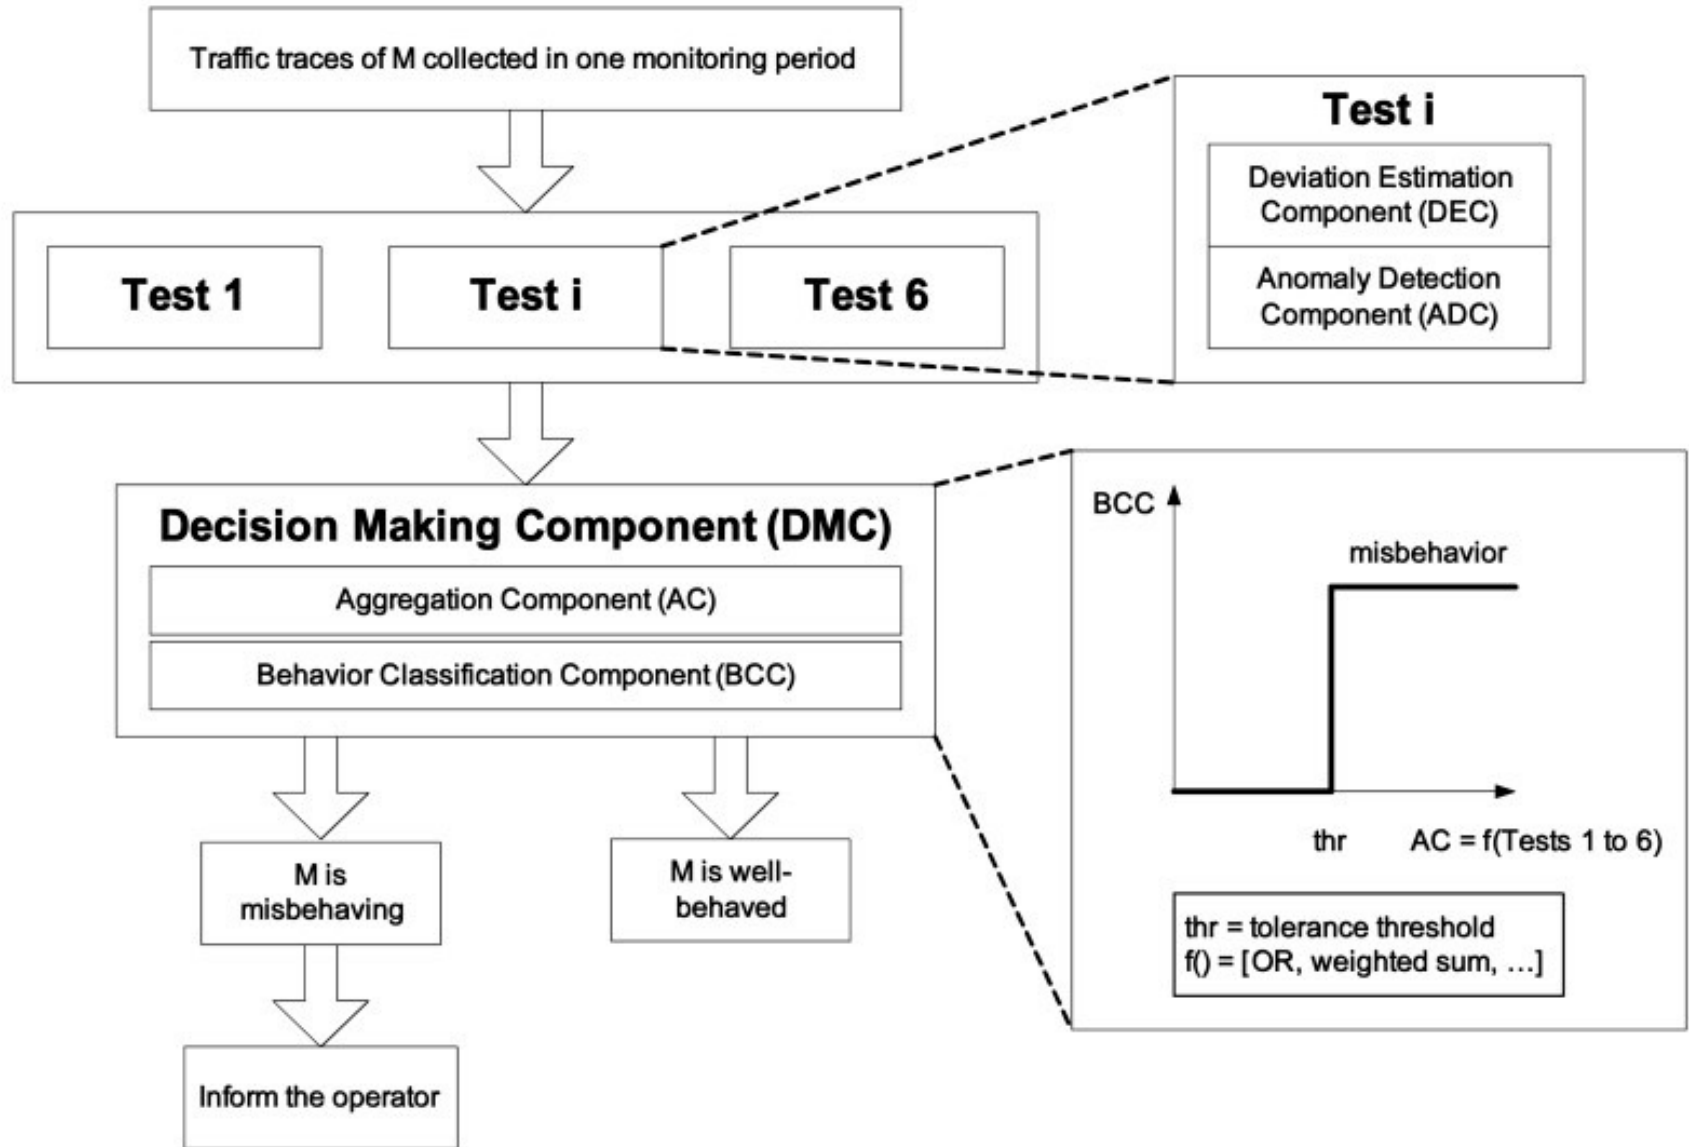 Traffic traces of M collected in one monitoring period
Test i
Deviation Estimation
Component (DEC)
Anomaly Detection
Component (ADC)
Test 1
Test i
Test 6
Decision Making Component (DMC)
Aggregation Component (AC)
Behavior Classification Component (BCC)
BCC
misbehavior
thr
AC = f(Tests 1 to 6)
thr = tolerance threshold
f() = [OR, weighted sum, …]
M is
misbehaving
M is well-
behaved
Inform the operator